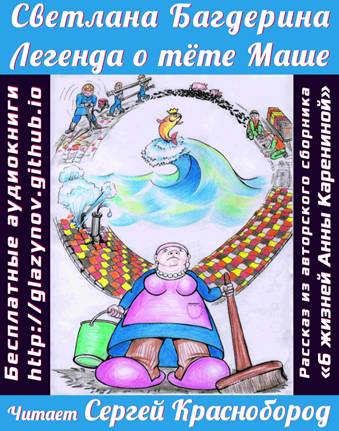 Светлана Багдерина
Легенда о тёте Маше
Бесплатные аудиокниги
http://glazynov.github.io
Рассказ из авторского сборника
«6 жизней Анны Карениной»
Читает Сергей Краснобород